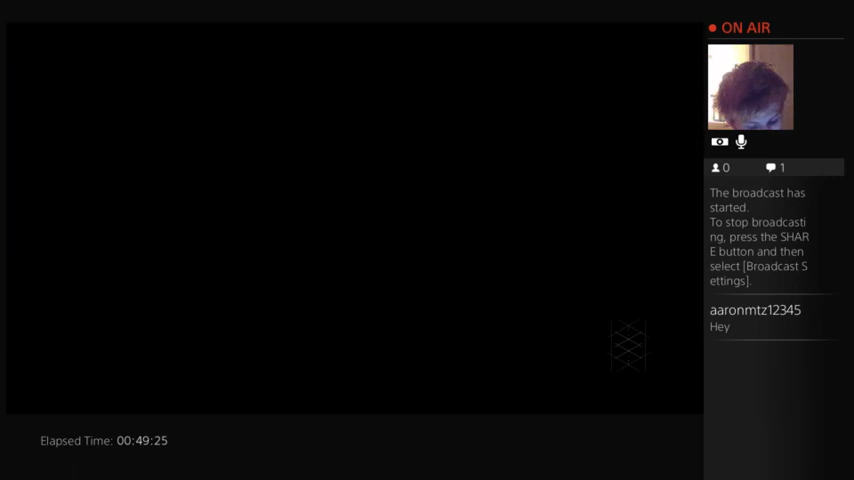 ON AIR
0
1
The broadcast has
started.
To stop broadcasti
ng, press the SHAR
E button and then
select [Broadcast S
ettings].
aaronmtz12345
Hey
Elapsed Time: 00:49:25